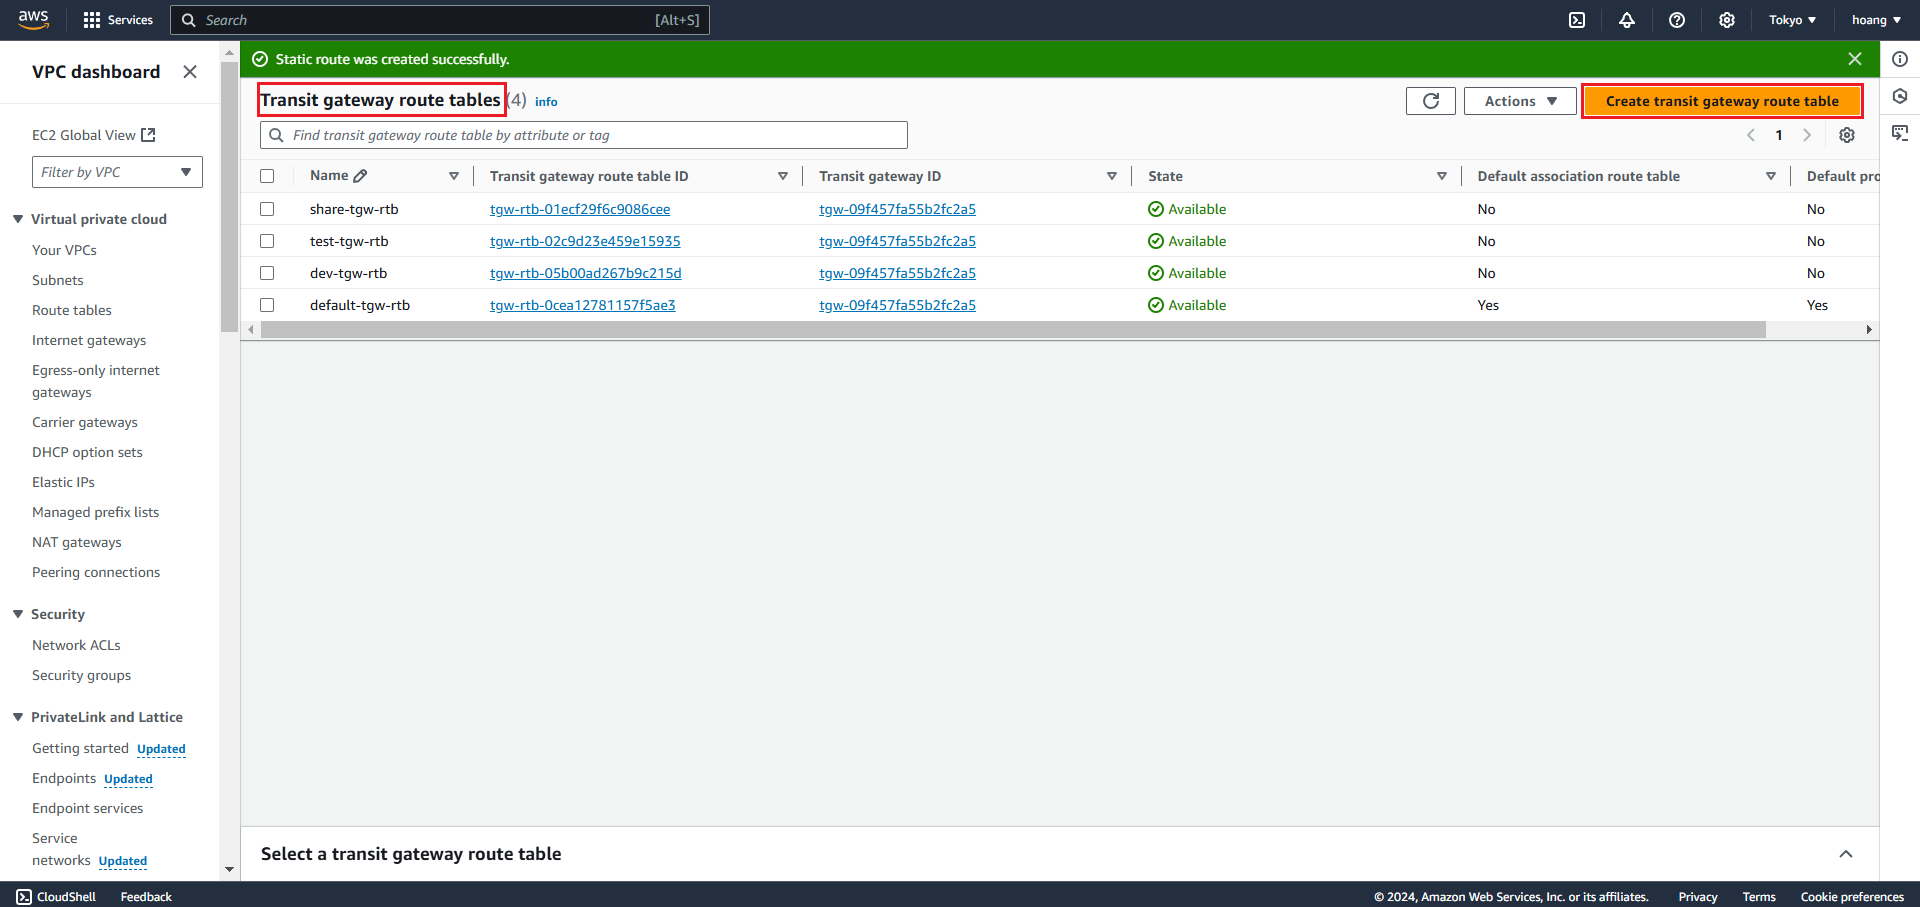 aws Services Search [Alt+S] Tokyo hoang
VPC dashboard
EC2 Global View
Filter by VPC
Virtual private cloud
Your VPCs
Subnets
Route tables
Internet gateways
Egress-only internet
gateways
Carrier gateways
DHCP option sets
Elastic IPs
Managed prefix lists
NAT gateways
Peering connections
Security
Network ACLs
Security groups
PrivateLink and Lattice
Getting started Updated
Endpoints Updated
Endpoint services
Service
networks Updated
Static route was created successfully.
Transit gateway route tables (4) info Actions Create transit gateway route table
Find transit gateway route table by attribute or tag 1
Name Transit gateway route table ID Transit gateway ID State Default association route table Default pro
share-tgw-rtb tgw-rtb-01ecf29f6c9086cee tgw-09f457fa55b2fc2a5 Available No No
test-tgw-rtb tgw-rtb-02c9d23e459e15935 tgw-09f457fa55b2fc2a5 Available No No
dev-tgw-rtb tgw-rtb-05b00ad267b9c215d tgw-09f457fa55b2fc2a5 Available No No
default-tgw-rtb tgw-rtb-0cea12781157f5ae3 tgw-09f457fa55b2fc2a5 Available Yes Yes
Select a transit gateway route table
CloudShell Feedback © 2024, Amazon Web Services, Inc. or its affiliates. Privacy Terms Cookie preferences